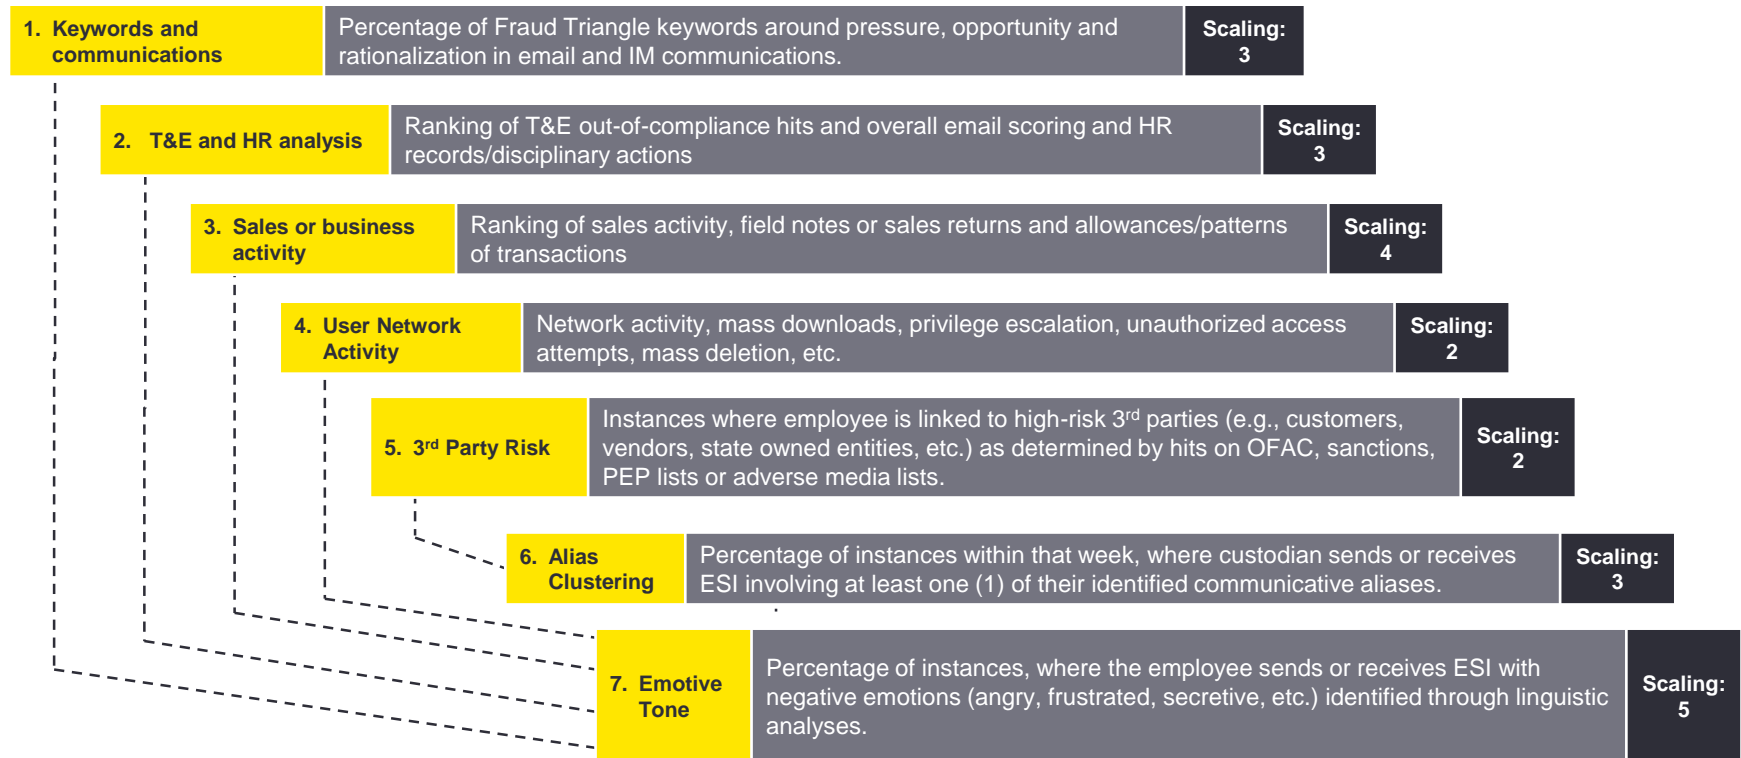 1. Keywords and
communications
Percentage of Fraud Triangle keywords around pressure, opportunity and
rationalization in email and IM communications.
Scaling:
3
2. T&E and HR analysis
Ranking of T&E out-of-compliance hits and overall email scoring and HR
records/disciplinary actions
Scaling:
3
3. Sales or business
activity
Ranking of sales activity, field notes or sales returns and allowances/patterns
of transactions
Scaling:
4
4. User Network
Activity
Network activity, mass downloads, privilege escalation, unauthorized access
attempts, mass deletion, etc.
Scaling:
2
5. 3rd Party Risk
Instances where employee is linked to high-risk 3rd parties (e.g., customers,
vendors, state owned entities, etc.) as determined by hits on OFAC, sanctions,
PEP lists or adverse media lists.
Scaling:
2
6. Alias
Clustering
Percentage of instances within that week, where custodian sends or receives
ESI involving at least one (1) of their identified communicative aliases.
Scaling:
3
.
7. Emotive
Tone
Percentage of instances, where the employee sends or receives ESI with
negative emotions (angry, frustrated, secretive, etc.) identified through linguistic
analyses.
Scaling:
5